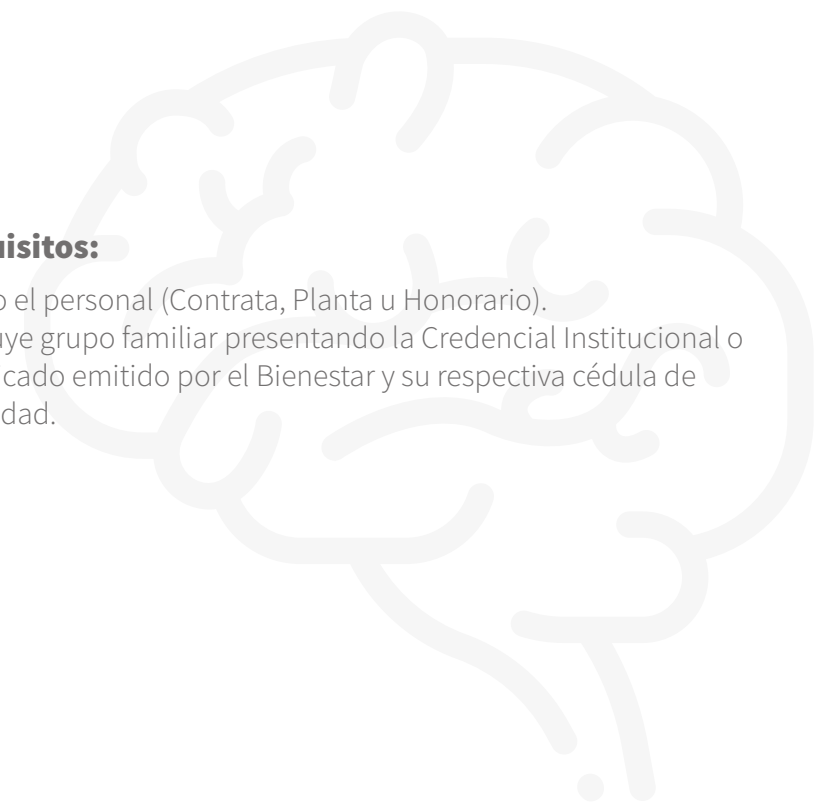 uisitos:
o el personal (Contrata, Planta u Honorario).
uye grupo familiar presentando la Credencial Institucional o
icado emitido por el Bienestar y su respectiva cédula de
dad.